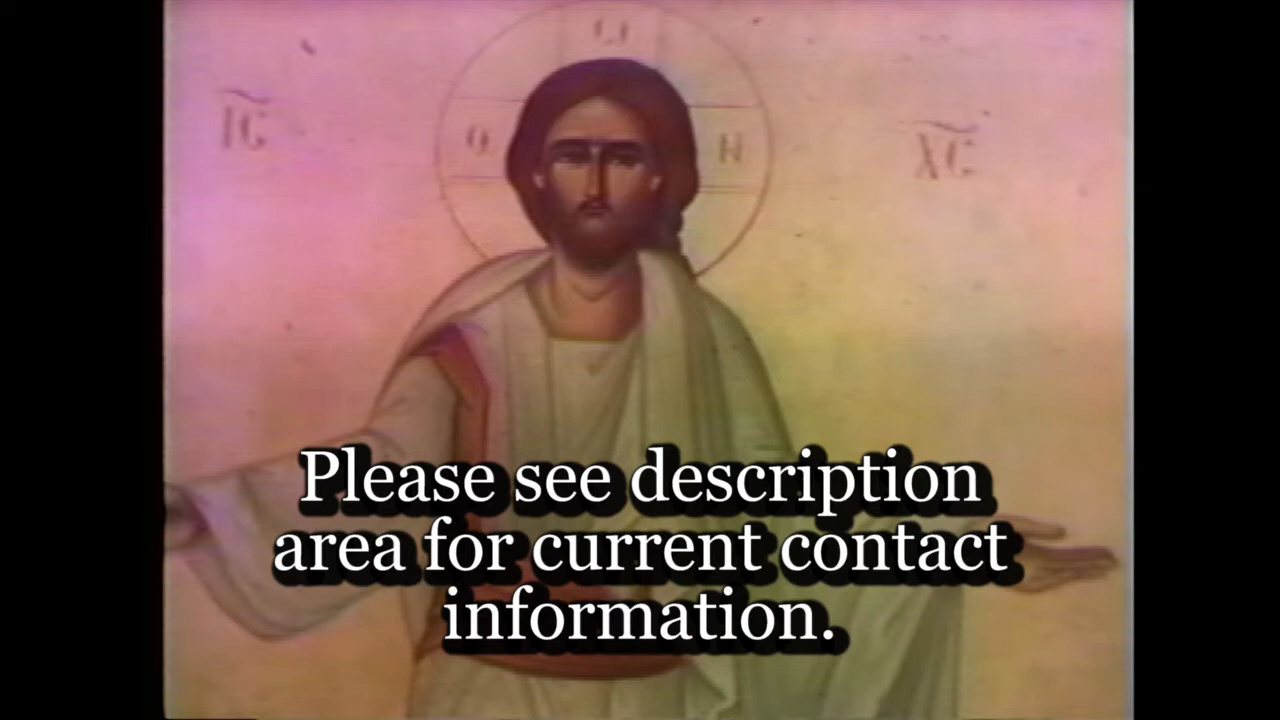 Ѡ
IC
О
Н
XC
Please see description
area for current contact
information.